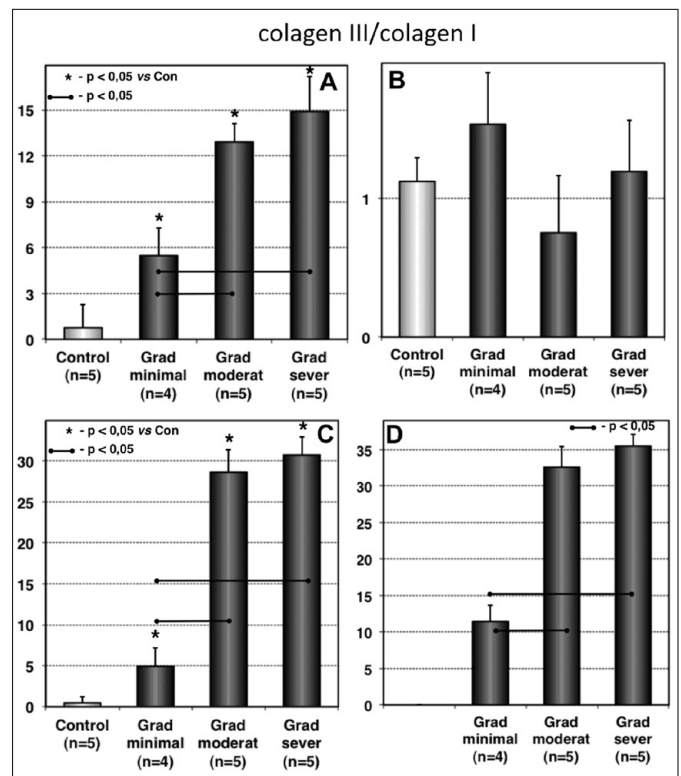 colagen III/colagen I
* - p < 0,05 vs Con
- p < 0,05
A
15
12
9
6
3
0
Control
(n=5)
Grad
minimal
(n=4)
Grad
moderat
(n=5)
Grad
sever
(n=5)
*
*
*
B
1
0
Control
(n=5)
Grad
minimal
(n=4)
Grad
moderat
(n=5)
Grad
sever
(n=5)
* - p < 0,05 vs Con
- p < 0,05
C
30
25
20
15
10
5
0
Control
(n=5)
Grad
minimal
(n=4)
Grad
moderat
(n=5)
Grad
sever
(n=5)
*
*
*
D
- p < 0,05
35
30
25
20
15
10
5
0
Grad
minimal
(n=4)
Grad
moderat
(n=5)
Grad
sever
(n=5)